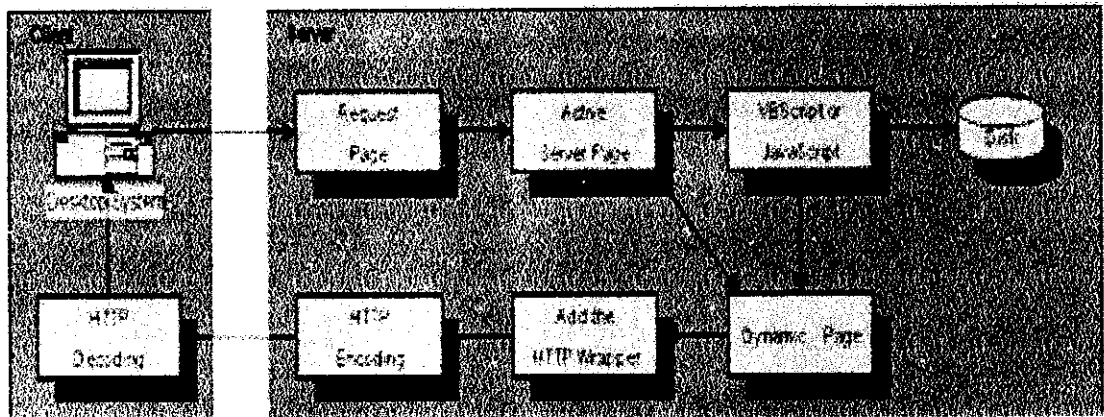 Client
Server
Request
Page
Active
Server Page
VBScript or
JavaScript
Desktop System
HTTP
Decoding
HTTP
Encoding
Add the
HTTP Wrapper
Dynamic Page